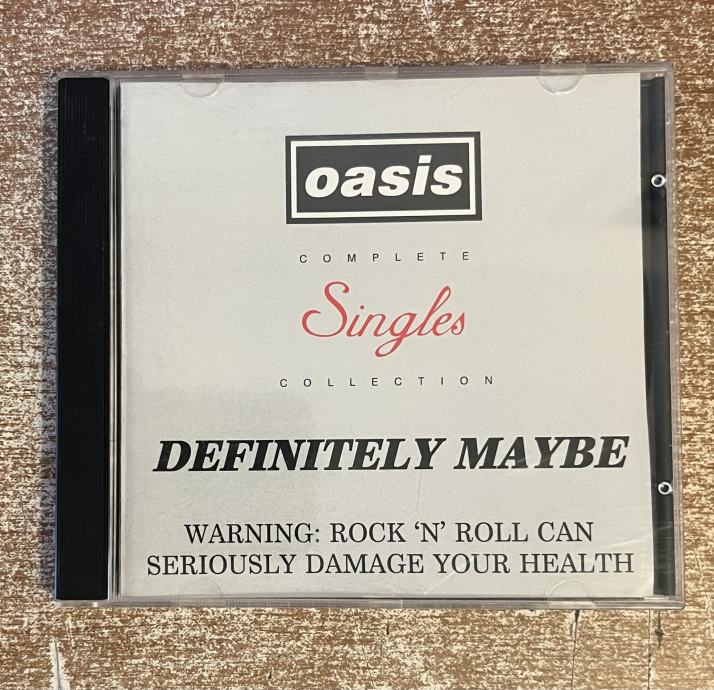 oasis
COMPLETE
Singles
COLLECTION
DEFINITELY MAYBE
WARNING: ROCK ‘N’ ROLL CAN
SERIOUSLY DAMAGE YOUR HEALTH